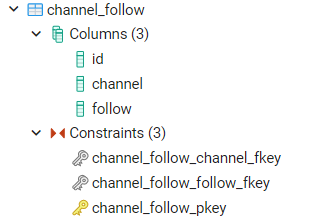 channel_follow
Columns (3)
id
channel
follow
Constraints (3)
channel_follow_channel_fkey
channel_follow_follow_fkey
channel_follow_pkey